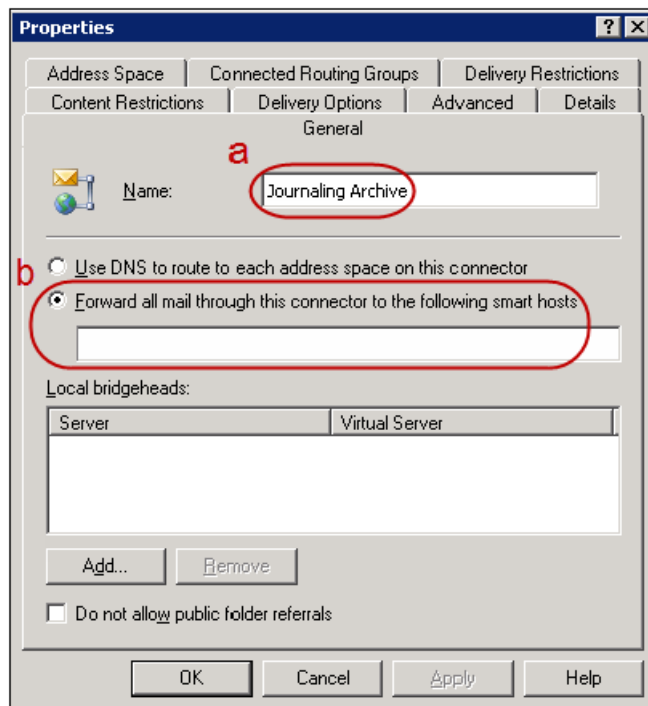 Properties
Address Space Connected Routing Groups Delivery Restrictions
Content Restrictions Delivery Options Advanced Details
General
a
Name: Journaling Archive
b
Use DNS to route to each address space on this connector
Forward all mail through this connector to the following smart hosts
Local bridgeheads:
Server Virtual Server
Add... Remove
Do not allow public folder referrals
OK Cancel Apply Help